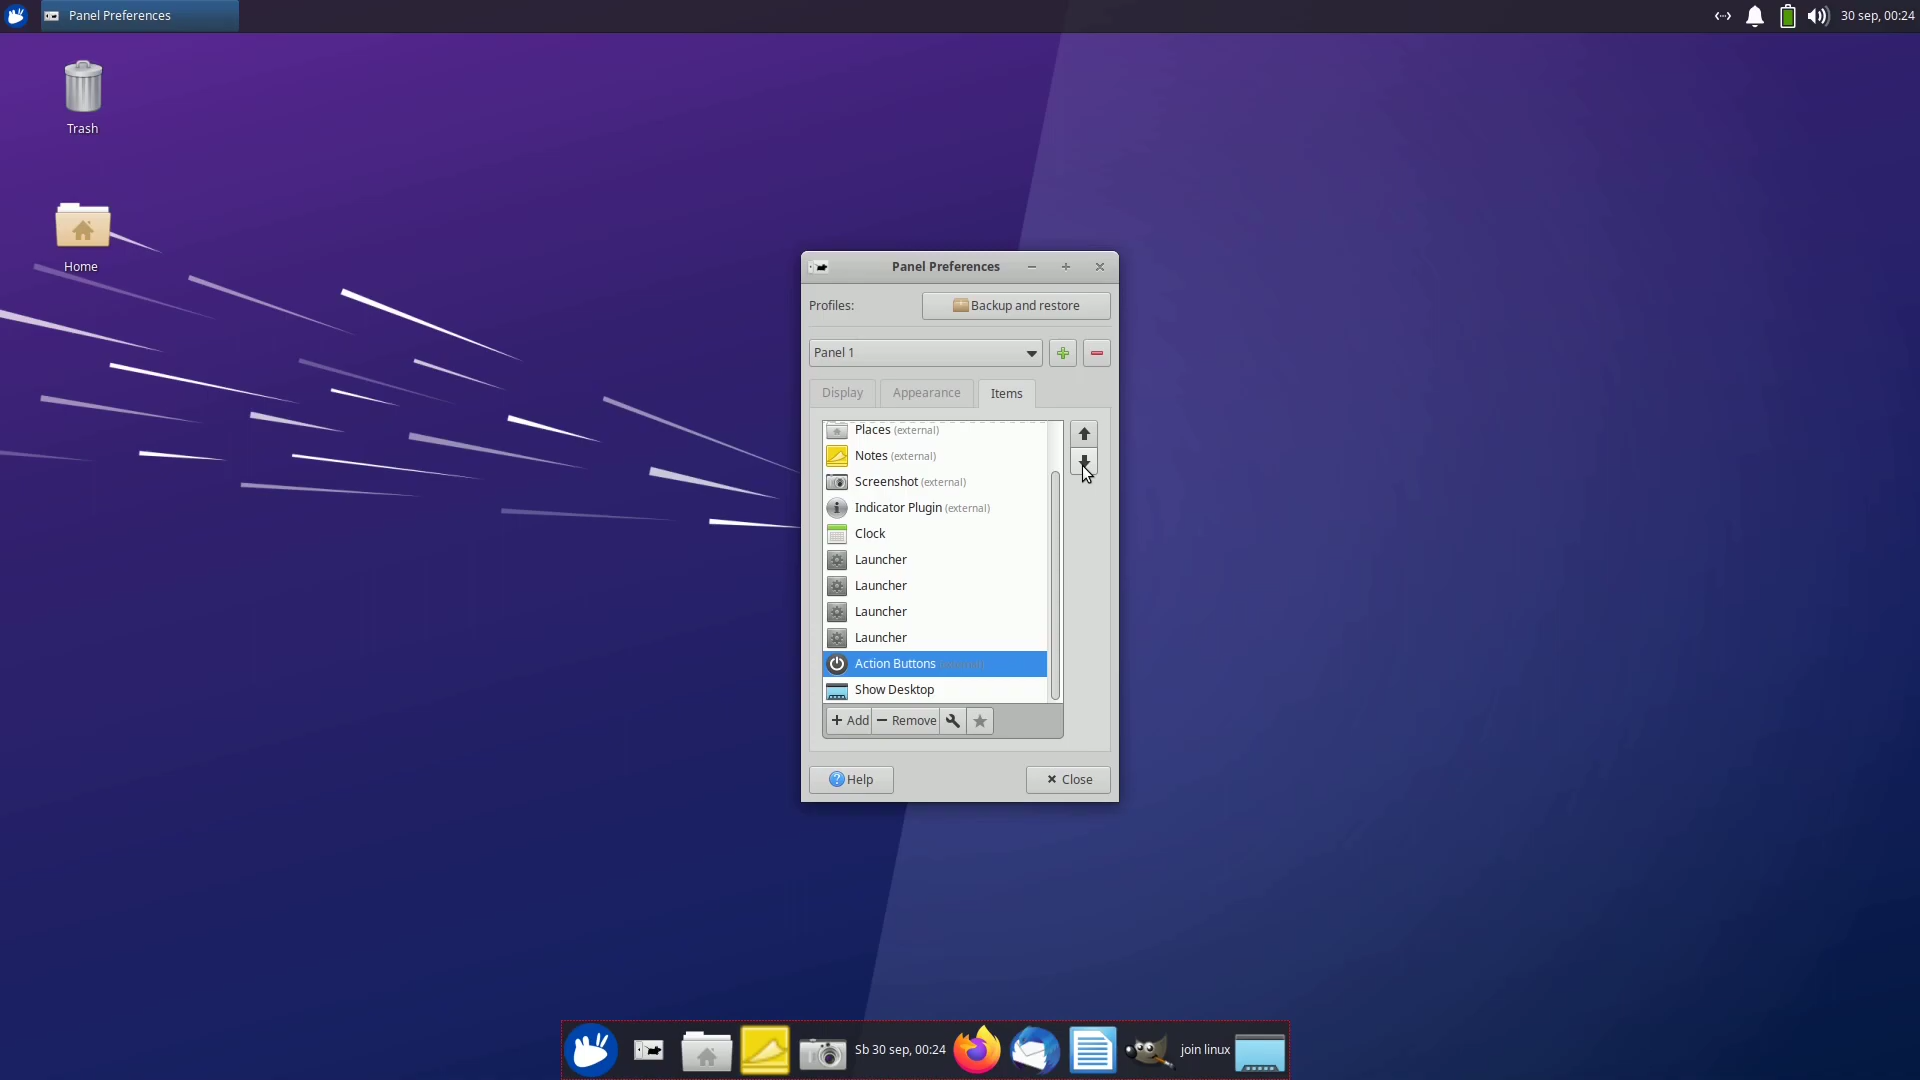 Panel Preferences
30 sep, 00:24
Trash
Home
Panel Preferences
Profiles:
Backup and restore
Panel 1
Display
Appearance
Items
Places (external)
Notes (external)
Screenshot (external)
Indicator Plugin (external)
Clock
Launcher
Launcher
Launcher
Launcher
Action Buttons (external)
Show Desktop
Add
Remove
Help
Close
Sb 30 sep, 00:24
join linux